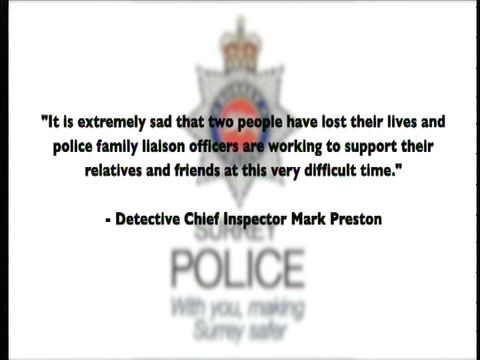 "It is extremely sad that two people have lost their lives and
police family liaison officers are working to support their
relatives and friends at this very difficult time."
- Detective Chief Inspector Mark Preston
SURREY
POLICE
With you, making
Surrey safer